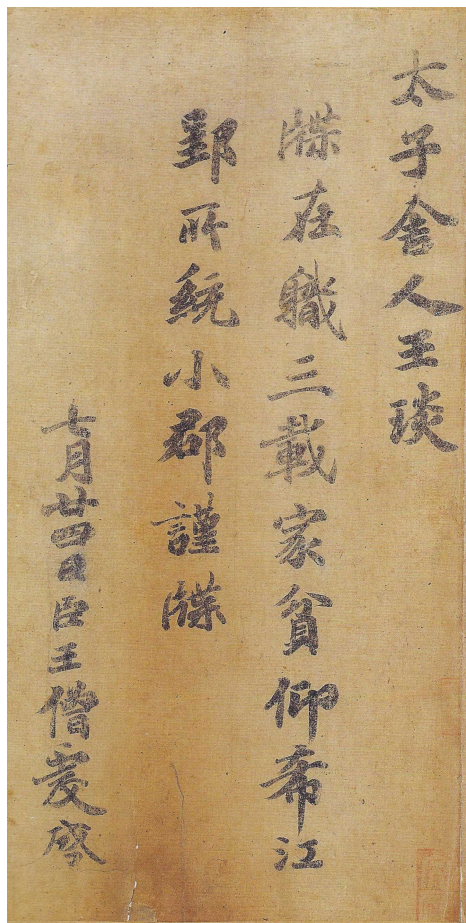 太子舍人王琰
牒在職三載家貧仰希江
郢所統小郡謹牒
七月廿四日臣王僧虔啓